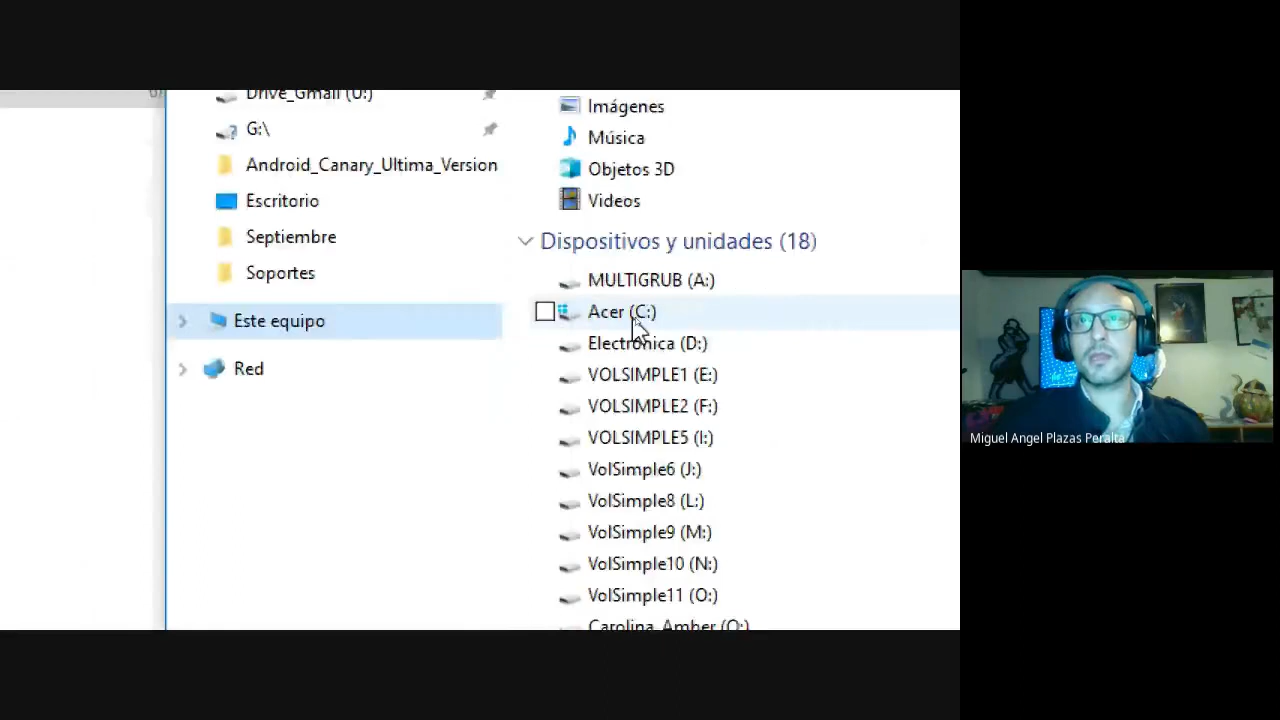 Drive_Gmail (U:)
G:\
Android_Canary_Ultima_Version
Escritorio
Septiembre
Soportes
Este equipo
Red
Imágenes
Música
Objetos 3D
Videos
Dispositivos y unidades (18)
MULTIGRUB (A:)
Acer (C:)
Electrónica (D:)
VOLSIMPLE1 (E:)
VOLSIMPLE2 (F:)
VOLSIMPLE5 (I:)
VolSimple6 (J:)
VolSimple8 (L:)
VolSimple9 (M:)
VolSimple10 (N:)
VolSimple11 (O:)
Carolina_Amber (Q:)
Miguel Angel Plazas Peralta